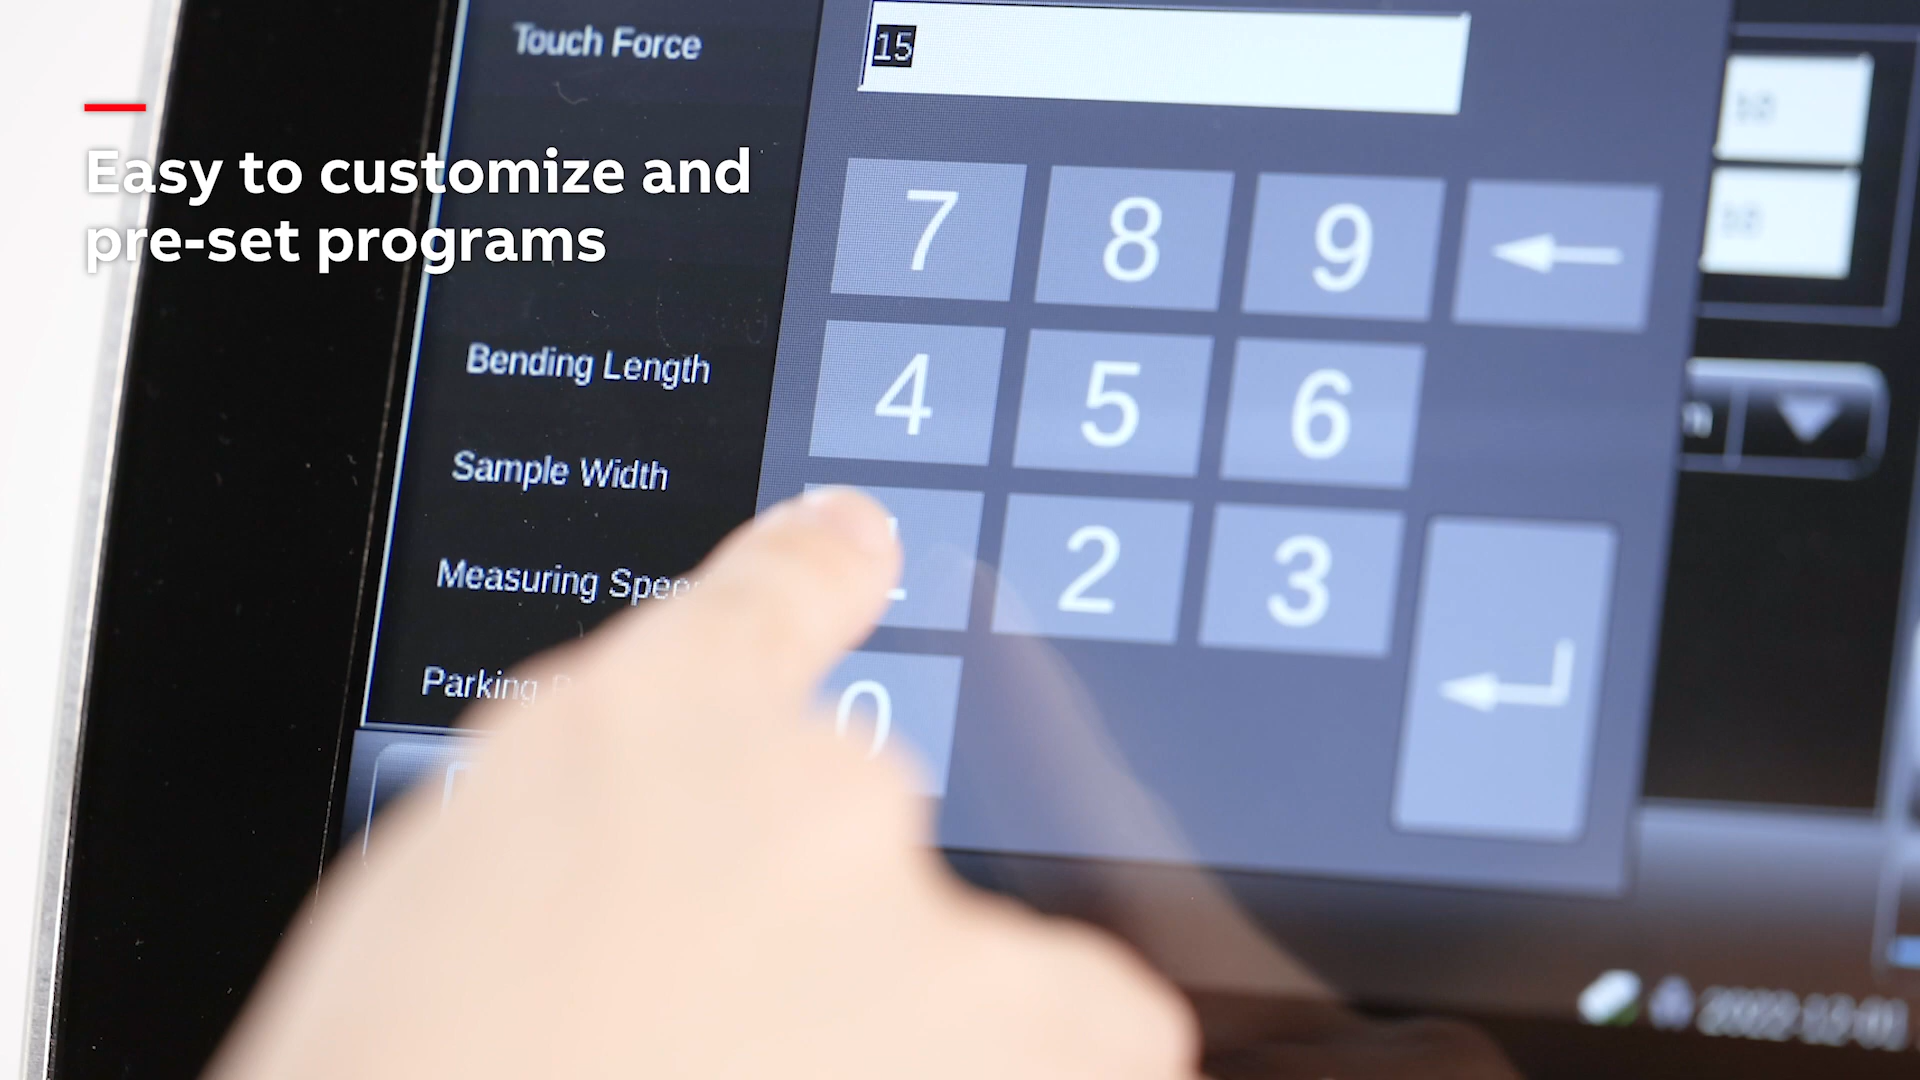 Touch Force
15
Easy to customize and
pre-set programs
7 8 9
Bending Length
4 5 6
Sample Width
1 2 3
Measuring
Parking
0